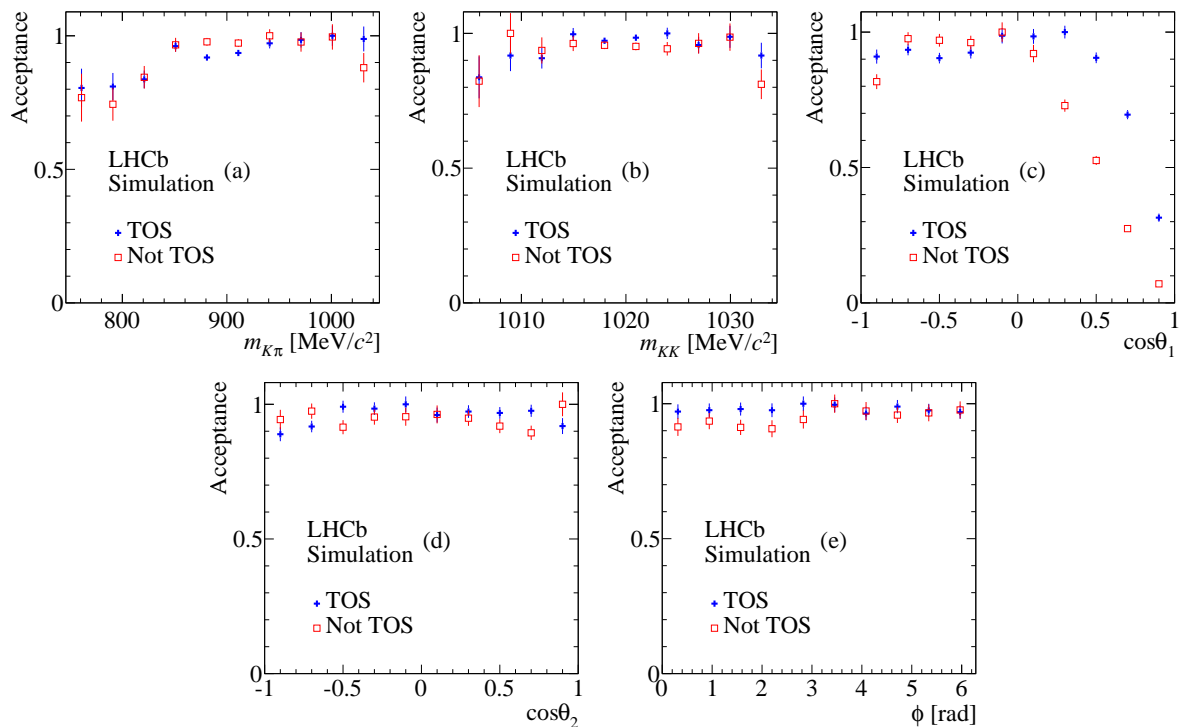 Acceptance
1
0.5
0
LHCb
Simulation
(a)
TOS
Not TOS
800
900
1000
m_{Kπ} [MeV/c²]
Acceptance
1
0.5
0
LHCb
Simulation
(b)
TOS
Not TOS
1010
1020
1030
m_{KK} [MeV/c²]
Acceptance
1
0.5
0
LHCb
Simulation
(c)
TOS
Not TOS
-1
-0.5
0
0.5
1
cosθ₁
Acceptance
1
0.5
0
LHCb
Simulation
(d)
TOS
Not TOS
-1
-0.5
0
0.5
1
cosθ₂
Acceptance
1
0.5
0
LHCb
Simulation
(e)
TOS
Not TOS
0
1
2
3
4
5
6
ϕ [rad]